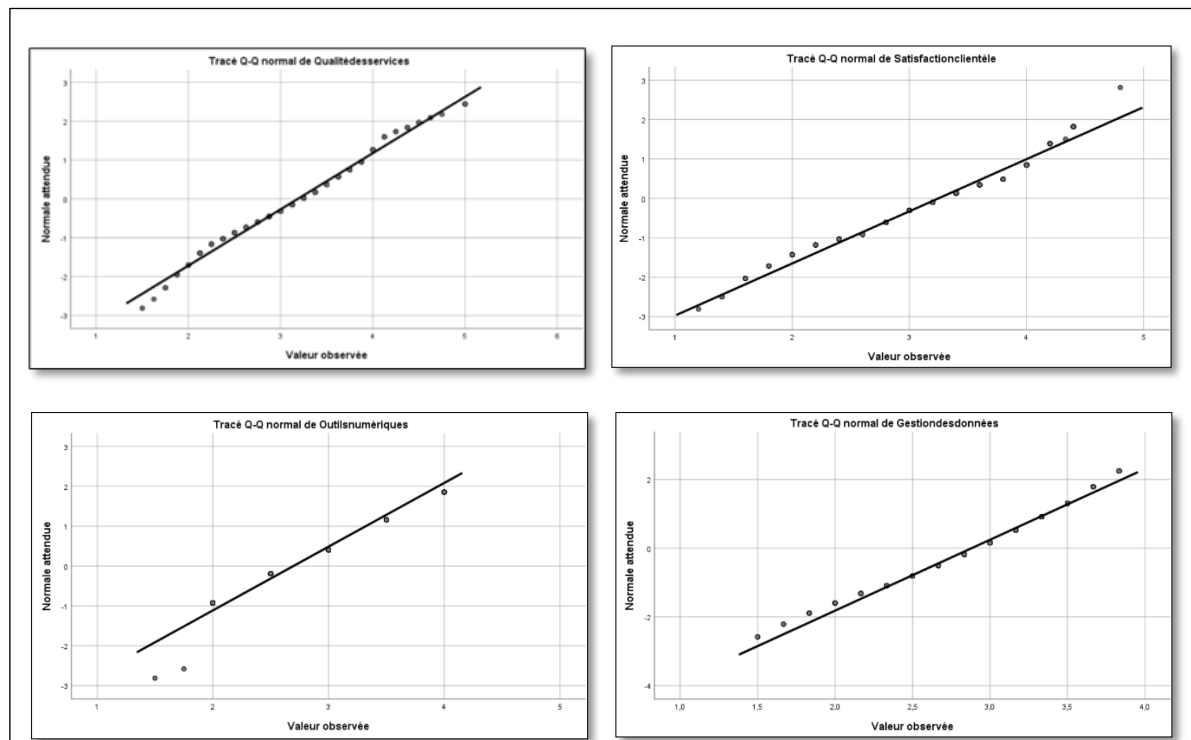 Tracé Q-Q normal de Qualitédesservices
Normale attendue
3
2
1
0
-1
-2
-3
1 2 3 4 5 6
Valeur observée
Tracé Q-Q normal de Satisfactionclientéle
Normale attendue
3
2
1
0
-1
-2
-3
1 2 3 4 5
Valeur observée
Tracé Q-Q normal de Outilsnumériques
Normale attendue
3
2
1
0
-1
-2
-3
1 2 3 4 5
Valeur observée
Tracé Q-Q normal de Gestiondesdonnées
Normale attendue
2
0
-2
-4
1,0 1,5 2,0 2,5 3,0 3,5 4,0
Valeur observée